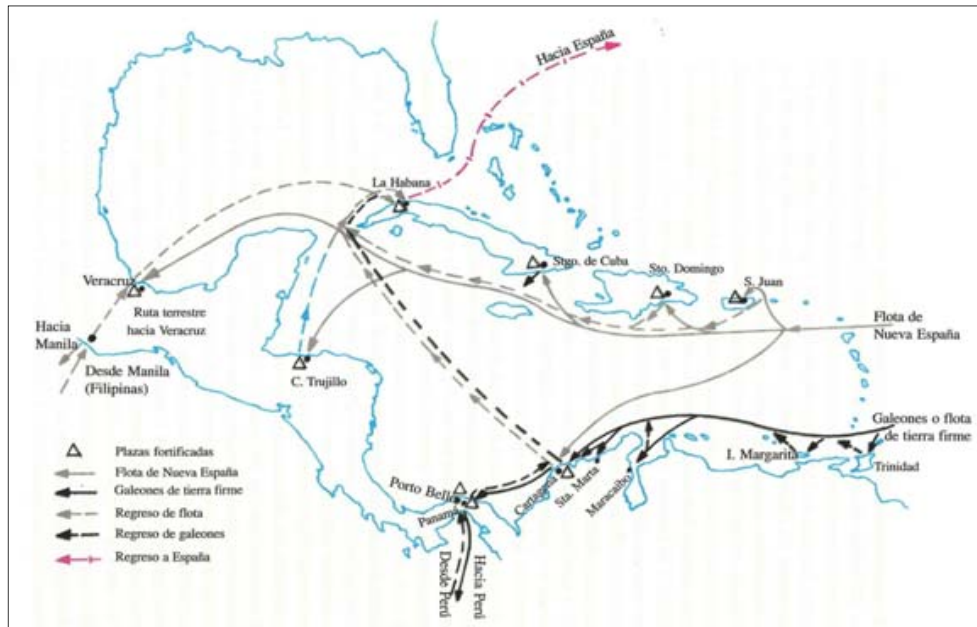 Hacia España
La Habana
Stgo. de Cuba
Sto. Domingo
S. Juan
Veracruz
Ruta terrestre
hacia Veracruz
Hacia
Manila
Desde Manila
(Filipinas)
C. Trujillo
Flota de
Nueva España
Galeones o flota
de tierra firme
I. Margarita
Trinidad
Cartagena
Sta. Marta
Maracaibo
Porto Bello
Panamá
Desde Perú
Hacia Perú
Plazas fortificadas
Flota de Nueva España
Galeones de tierra firme
Regreso de flota
Regreso de galeones
Regreso a España